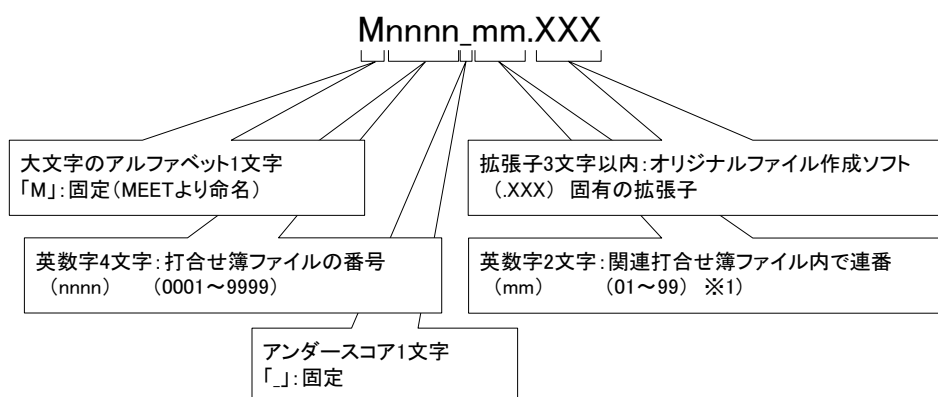 Mnnnn_mm.XXX
大文字のアルファベット1文字
「M」:固定(MEETより命名)
拡張子3文字以内:オリジナルファイル作成ソフト
(.XXX) 固有の拡張子
英数字4文字:打合せ簿ファイルの番号
(nnnn) (0001～9999)
英数字2文字:関連打合せ簿ファイル内で連番
(mm) (01～99) ※1)
アンダースコア1文字
「_」:固定